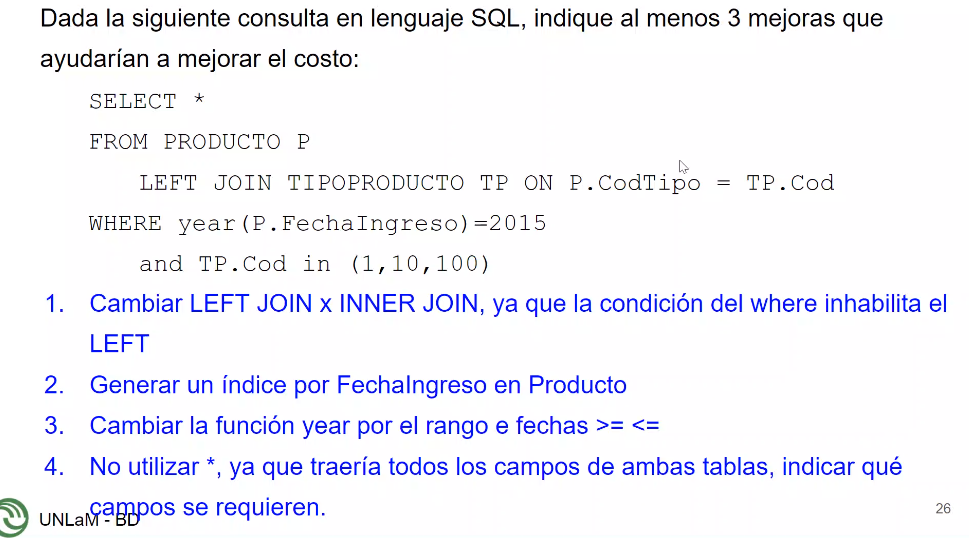 Dada la siguiente consulta en lenguaje SQL, indique al menos 3 mejoras que
ayudarían a mejorar el costo:
SELECT *
FROM PRODUCTO P
LEFT JOIN TIPOPRODUCTO TP ON P.CodTipo = TP.Cod
WHERE year(P.FechaIngreso)=2015
and TP.Cod in (1,10,100)
1. Cambiar LEFT JOIN x INNER JOIN, ya que la condición del where inhabilita el
LEFT
2. Generar un índice por FechaIngreso en Producto
3. Cambiar la función year por el rango e fechas >= <=
4. No utilizar *, ya que traería todos los campos de ambas tablas, indicar qué
campos se requieren.
UNLaM - BD
26